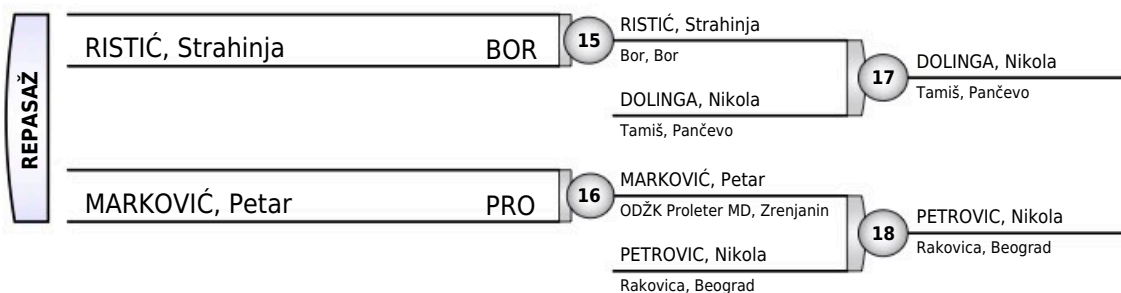 REPASAŽ
RISTIĆ, Strahinja BOR
15
RISTIĆ, Strahinja
Bor, Bor
DOLINGA, Nikola
Tamiš, Pančevo
17
DOLINGA, Nikola
Tamiš, Pančevo
MARKOVIĆ, Petar PRO
16
MARKOVIĆ, Petar
ODŽK Proleter MD, Zrenjanin
PETROVIC, Nikola
Rakovica, Beograd
18
PETROVIC, Nikola
Rakovica, Beograd